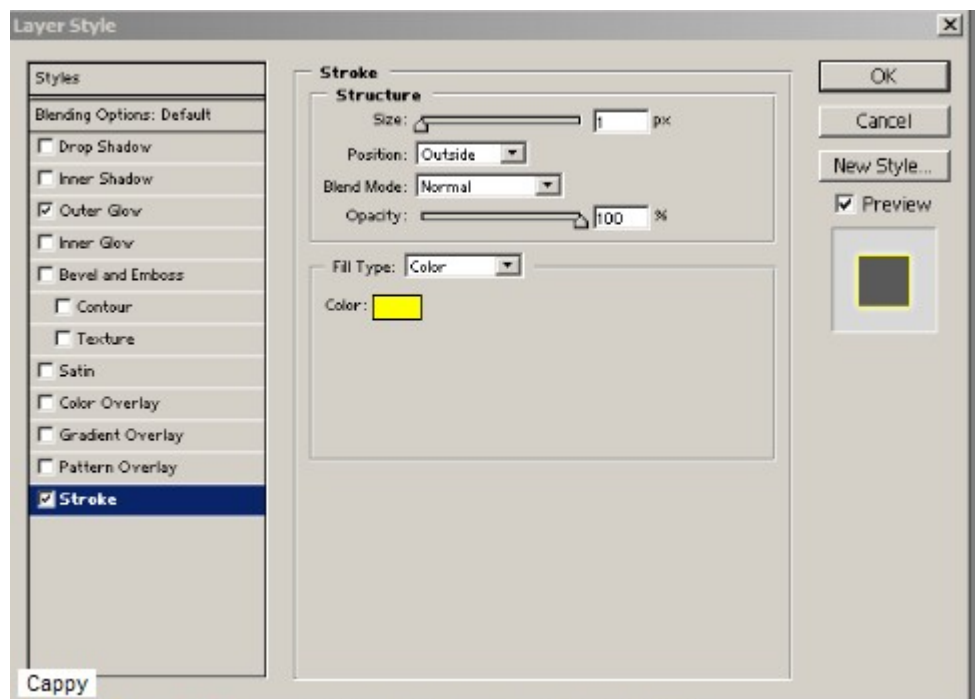 Layer Style
Styles
Blending Options: Default
Drop Shadow
Inner Shadow
Outer Glow
Inner Glow
Bevel and Emboss
Contour
Texture
Satin
Color Overlay
Gradient Overlay
Pattern Overlay
Stroke
Stroke
Structure
Size: 1 px
Position: Outside
Blend Mode: Normal
Opacity: 100 %
Fill Type: Color
Color:
OK
Cancel
New Style...
Preview
Cappy